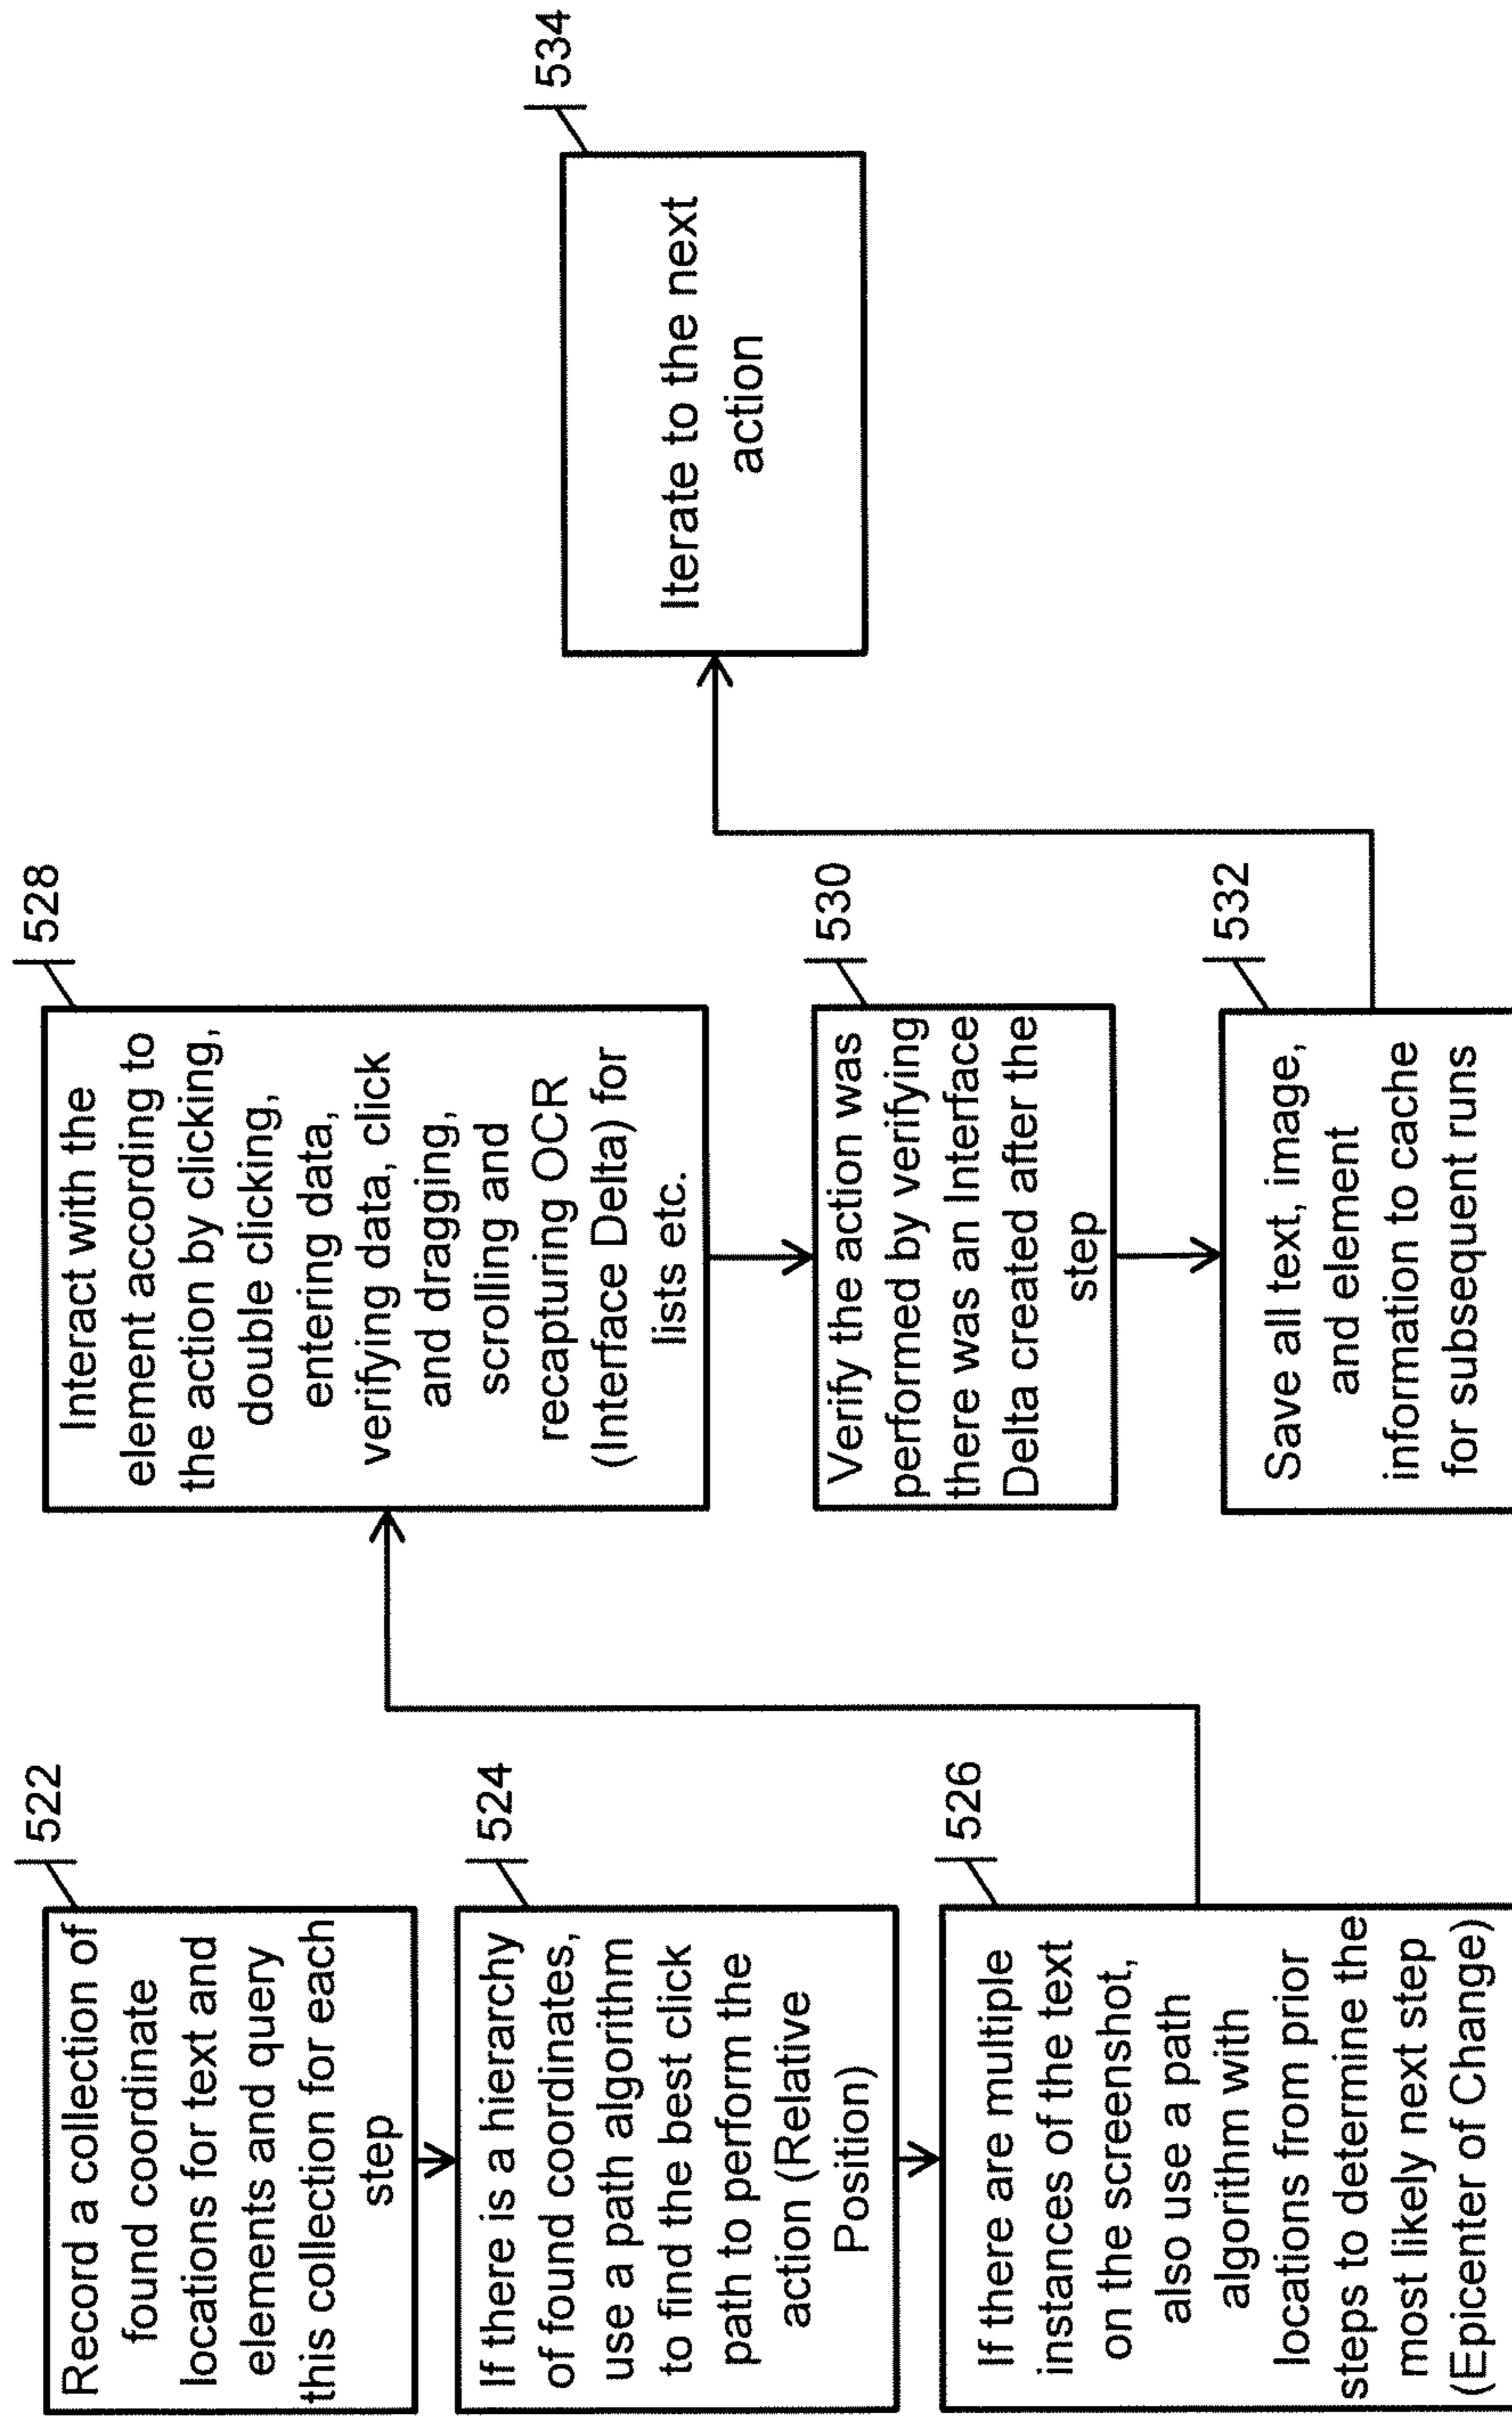 522
Record a collection of
found coordinate
locations for text and
elements and query
this collection for each
step
524
If there is a hierarchy
of found coordinates,
use a path algorithm
to find the best click
path to perform the
action (Relative
Position)
526
If there are multiple
instances of the text
on the screenshot,
also use a path
algorithm with
locations from prior
steps to determine the
most likely next step
(Epicenter of Change)
528
Interact with the
element according to
the action by clicking,
double clicking,
entering data,
verifying data, click
and dragging,
scrolling and
recapturing OCR
(Interface Delta) for
lists etc.
530
Verify the action was
performed by verifying
there was an Interface
Delta created after the
step
532
Save all text, image,
and element
information to cache
for subsequent runs
534
Iterate to the next
action